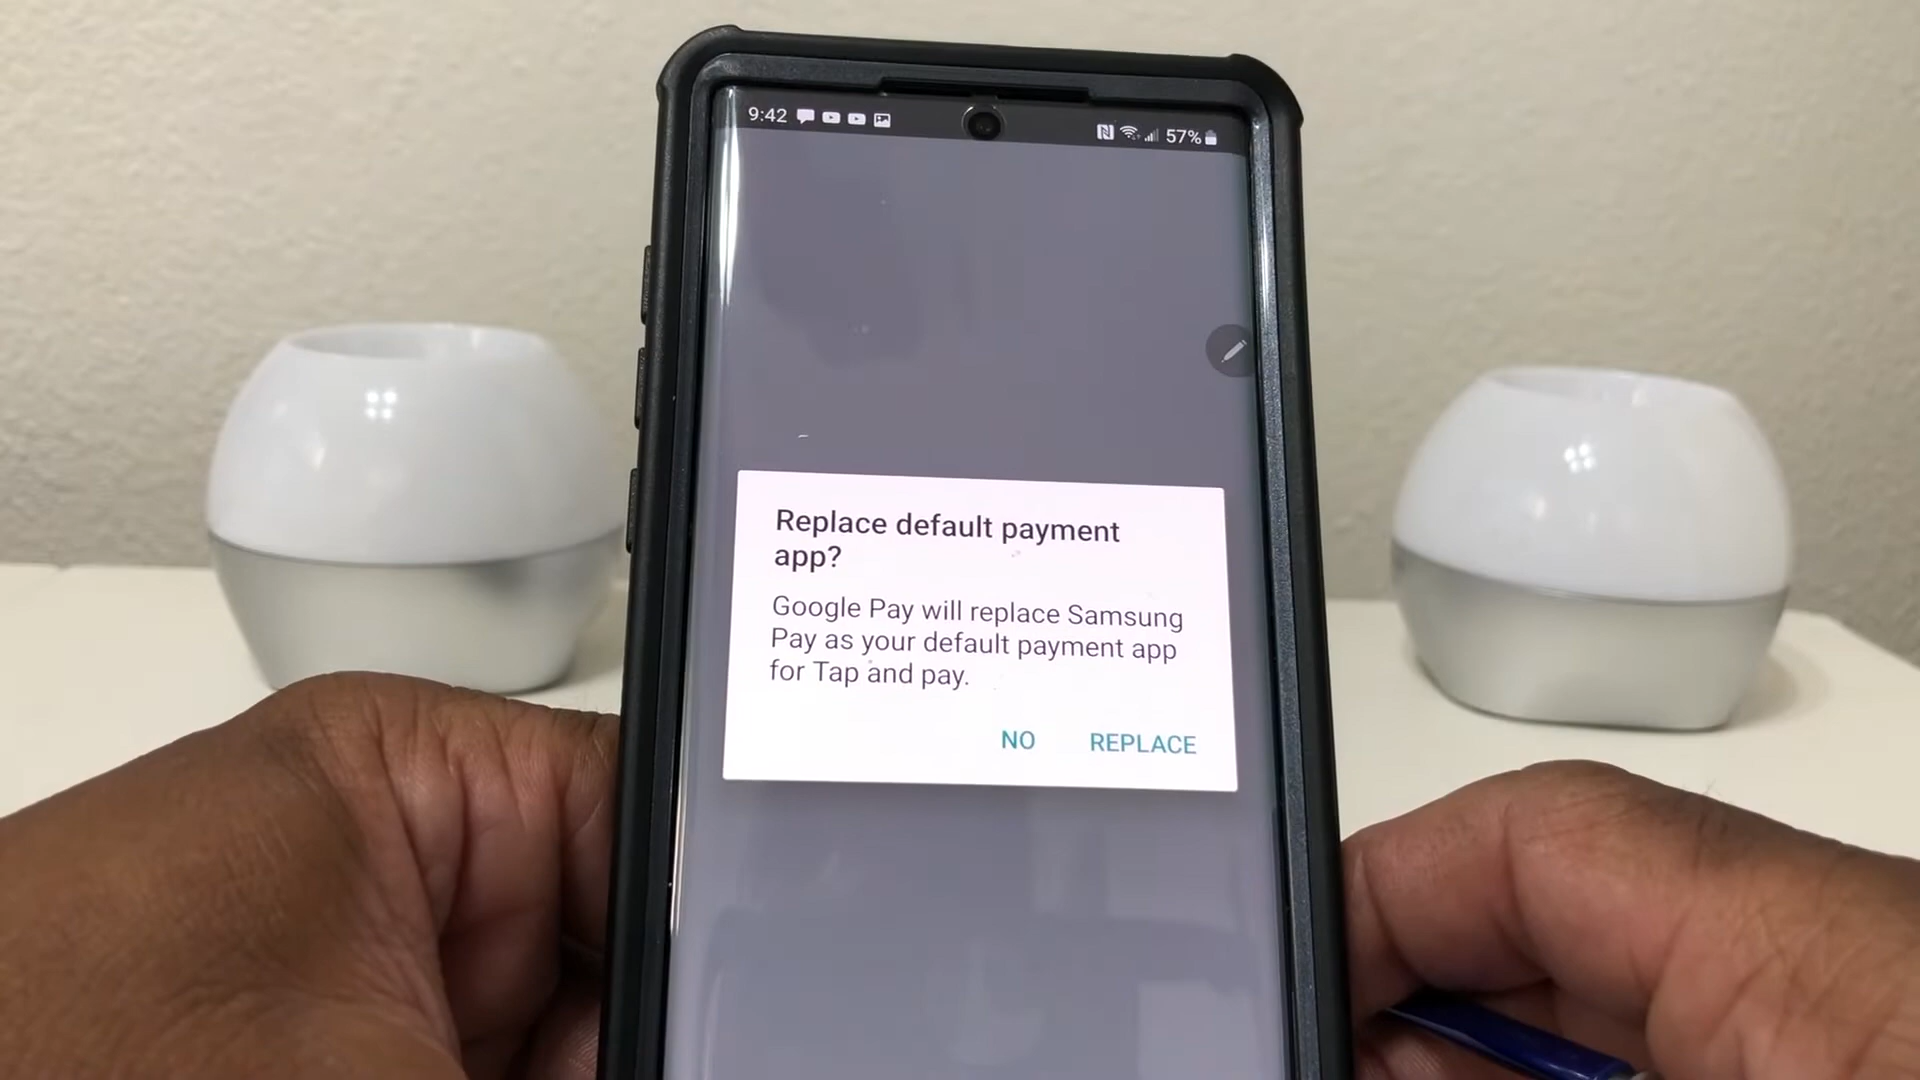 9:42
57%
Replace default payment
app?
Google Pay will replace Samsung
Pay as your default payment app
for Tap and pay.
NO REPLACE